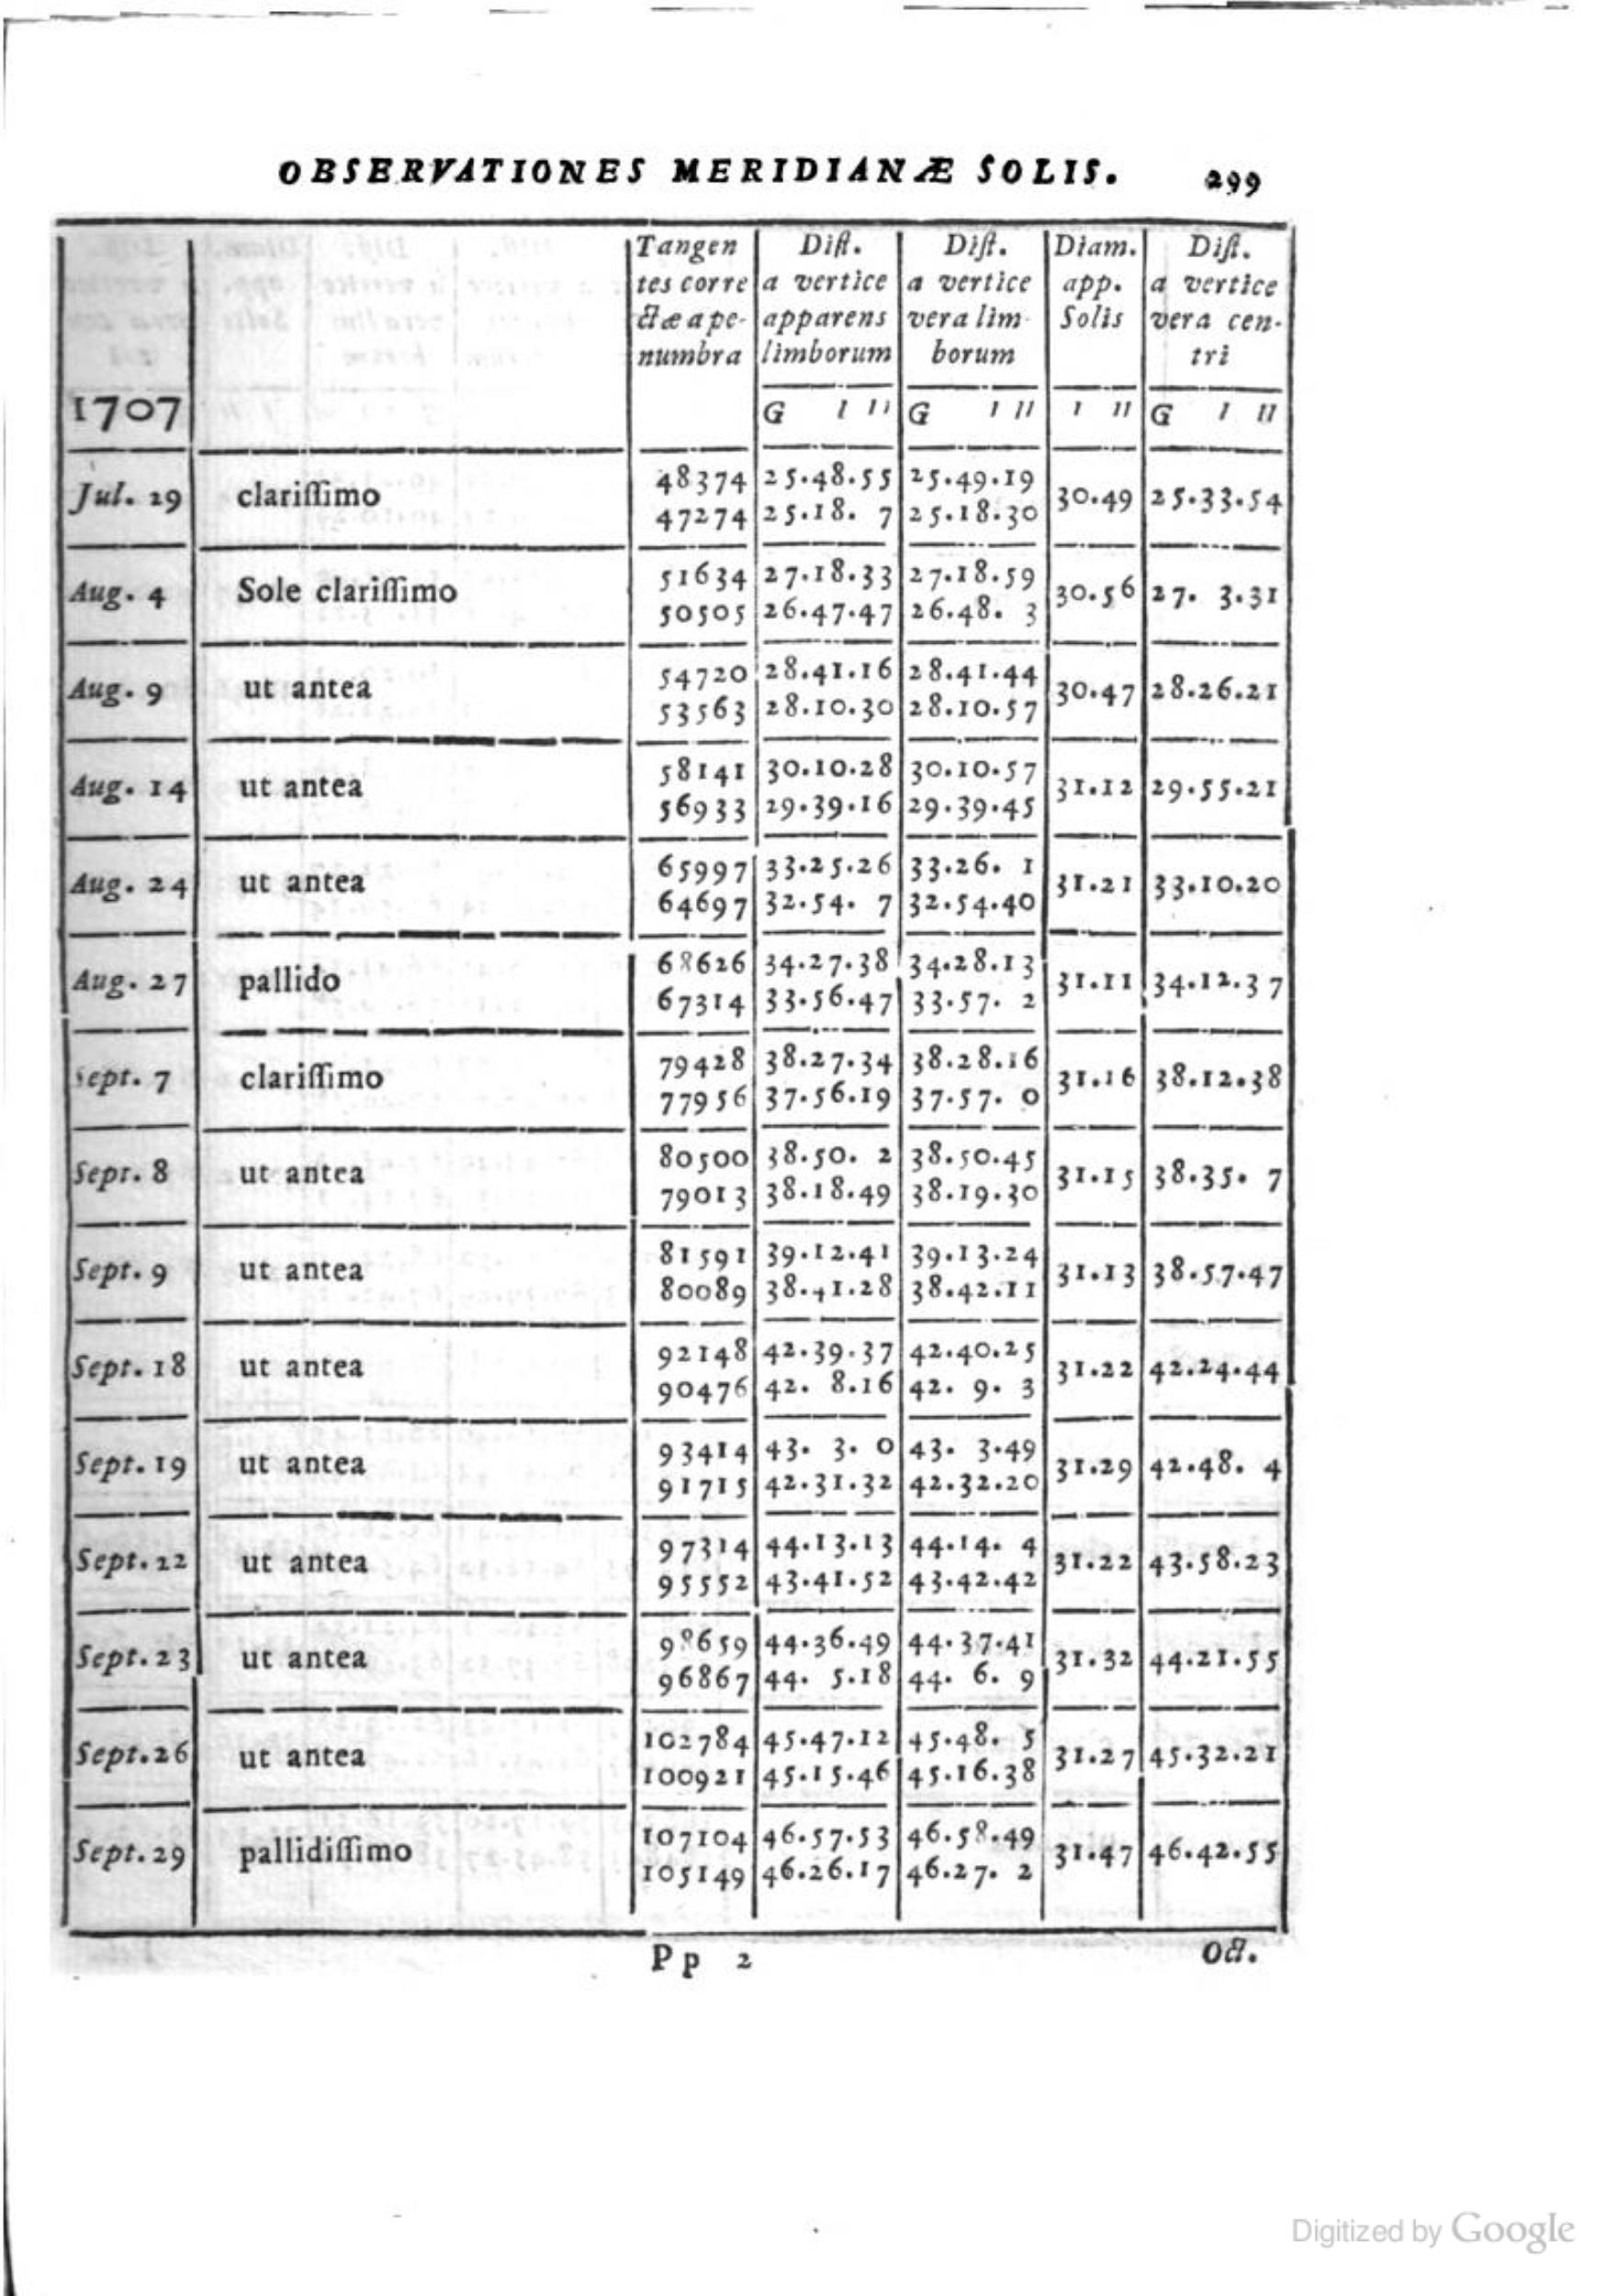 OBSERVATIONES MERIDIANÆ SOLIS. 299
1707
Tangen
tes corre
ctæ a pe-
numbra
Dist.
a vertice
apparens
limborum
Dist.
a vertice
vera lim-
borum
Diam.
app.
Solis
Dist.
a vertice
vera cen-
tri
G I II G I II I II G I II
Jul. 29 clarissimo 48374 25.48.55 25.49.19 30.49 25.33.54
47274 25.18. 7 25.18.30
Aug. 4 Sole clarissimo 51634 27.18.33 27.18.59 30.56 27. 3.31
50505 26.47.47 26.48. 3
Aug. 9 ut antea 54720 28.41.16 28.41.44 30.47 28.26.21
53563 28.10.30 28.10.57
Aug. 14 ut antea 58141 30.10.28 30.10.57 31.12 29.55.21
56933 29.39.16 29.39.45
Aug. 24 ut antea 65997 33.25.26 33.26. 1 31.21 33.10.20
64697 32.54. 7 32.54.40
Aug. 27 pallido 68626 34.27.38 34.28.13 31.11 34.12.37
67314 33.56.47 33.57. 2
Sept. 7 clarissimo 79428 38.27.34 38.28.16 31.16 38.12.38
77956 37.56.19 37.57. 0
Sept. 8 ut antea 80500 38.50. 2 38.50.45 31.15 38.35. 7
79013 38.18.49 38.19.30
Sept. 9 ut antea 81591 39.12.41 39.13.24 31.13 38.57.47
80089 38.41.28 38.42.11
Sept. 18 ut antea 92148 42.39.37 42.40.25 31.22 42.24.44
90476 42. 8.16 42. 9. 3
Sept. 19 ut antea 93414 43. 3. 0 43. 3.49 31.29 42.48. 4
91715 42.31.32 42.32.20
Sept. 22 ut antea 97314 44.13.13 44.14. 4 31.22 43.58.23
95552 43.41.52 43.42.42
Sept. 23 ut antea 98659 44.36.49 44.37.41 31.32 44.21.55
96867 44. 5.18 44. 6. 9
Sept. 26 ut antea 102784 45.47.12 45.48. 5 31.27 45.32.21
100921 45.15.46 45.16.38
Sept. 29 pallidissimo 107104 46.57.53 46.58.49 31.47 46.42.55
105149 46.26.17 46.27. 2
Pp 2 Oct.
Digitized by Google